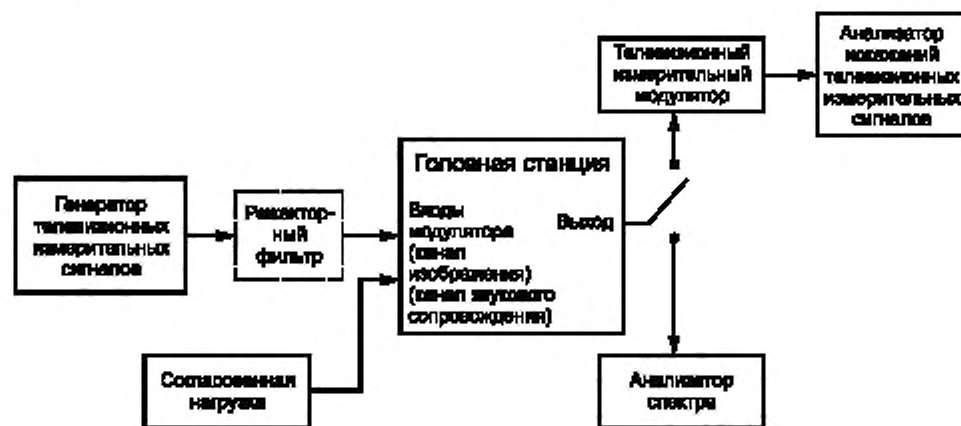 Телевизионный
измерительный
модулятор
Анализатор
искажений
телевизионных
измерительных
сигналов
Генератор
телевизионных
измерительных
сигналов
Режектор-
ный
фильтр
Головная станция
Входы
модулятора
(канал
изображения)
(канал звукового
сопровождения)
Выход
Согласованная
нагрузка
Анализатор
спектра